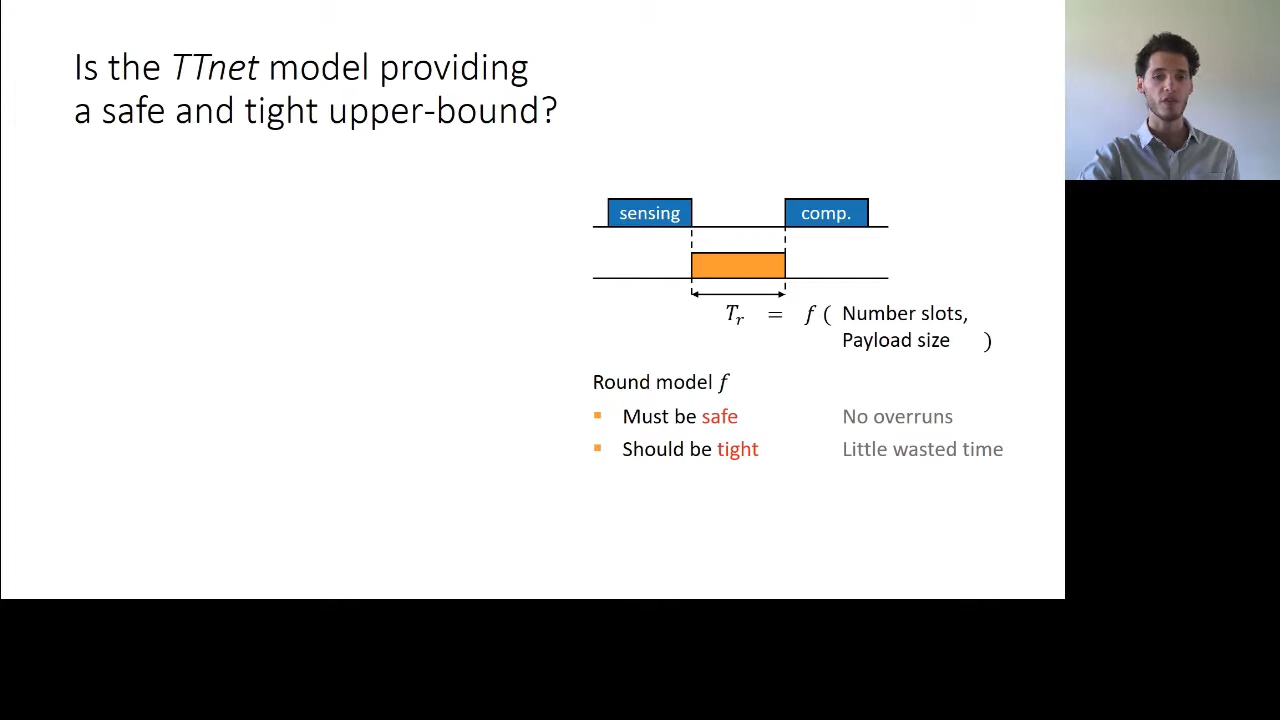 Is the TTnet model providing
a safe and tight upper-bound?
sensing
comp.
T_r = f ( Number slots,
Payload size )
Round model f
▪ Must be safe No overruns
▪ Should be tight Little wasted time